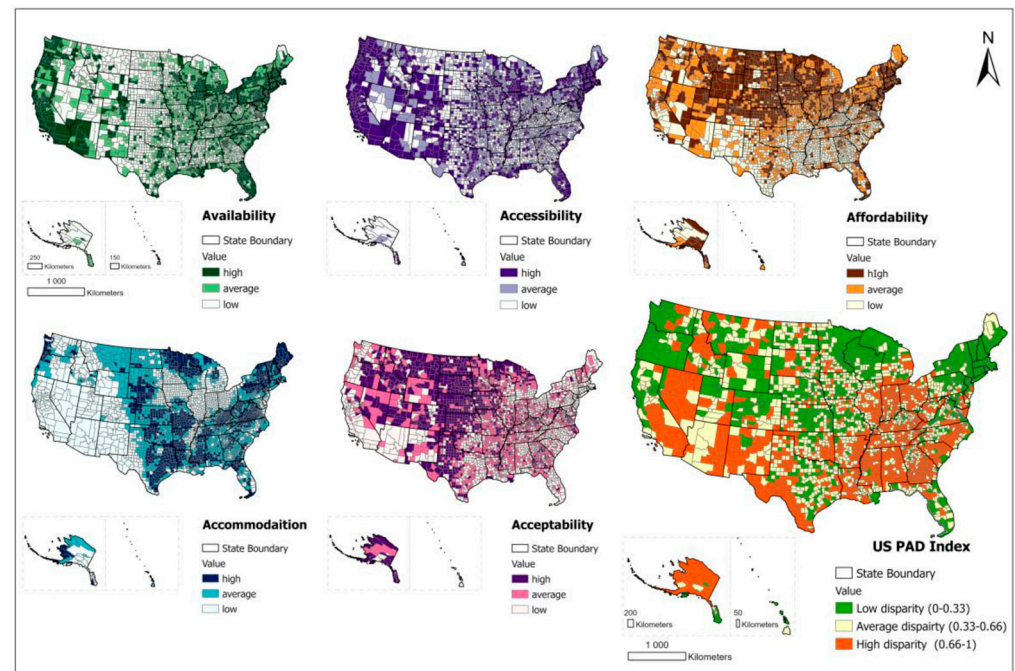 N
Availability
State Boundary
Value
high
average
low
250
Kilometers
150
Kilometers
1 000
Kilometers
Accessibility
State Boundary
Value
high
average
low
Affordability
State Boundary
Value
hIgh
average
low
Accommodaition
State Boundary
Value
high
average
low
Acceptability
State Boundary
Value
high
average
low
US PAD Index
State Boundary
Value
Low disparity (0-0.33)
Average dispairty (0.33-0.66)
High disparity (0.66-1)
200
Kilometers
50
Kilometers
1 000
Kilometers